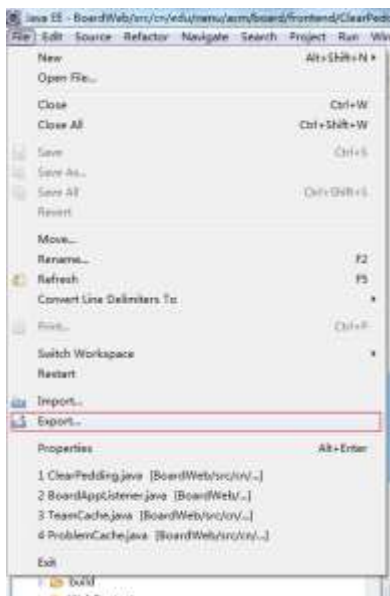 Java EE - BoardWeb/src/cn/edu/nenu/acm/board/frontend/ClearPedd
File Edit Source Refactor Navigate Search Project Run Win
New Alt+Shift+N
Open File...
Close Ctrl+W
Close All Ctrl+Shift+W
Save Ctrl+S
Save As...
Save All Ctrl+Shift+S
Revert
Move...
Rename... F2
Refresh F5
Convert Line Delimiters To
Print... Ctrl+P
Switch Workspace
Restart
Import...
Export...
Properties Alt+Enter
1 ClearPedding.java [BoardWeb/src/cn/...]
2 BoardAppListener.java [BoardWeb/...]
3 TeamCache.java [BoardWeb/src/cn/...]
4 ProblemCache.java [BoardWeb/src/cn/...]
Exit
build